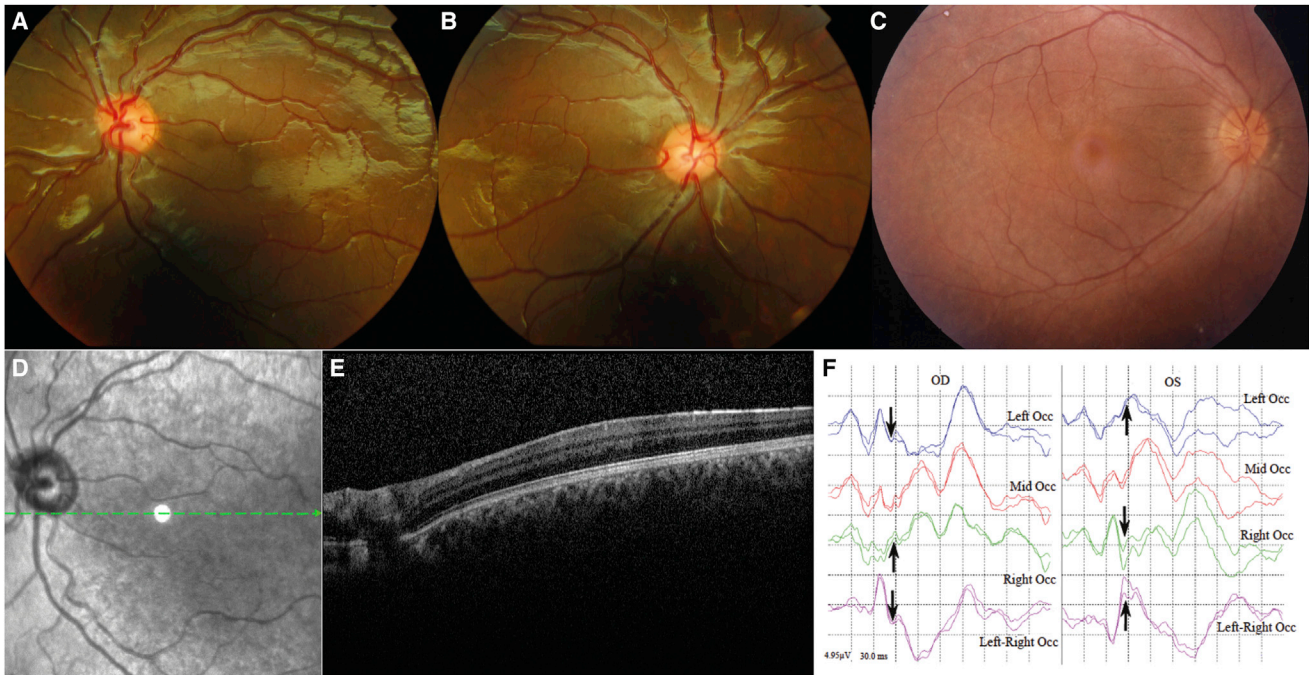 A
B
C
D
E
F
OD
OS
Left Occ
Mid Occ
Right Occ
Left-Right Occ
4.95µV 30.0 ms
Left Occ
Mid Occ
Right Occ
Left-Right Occ